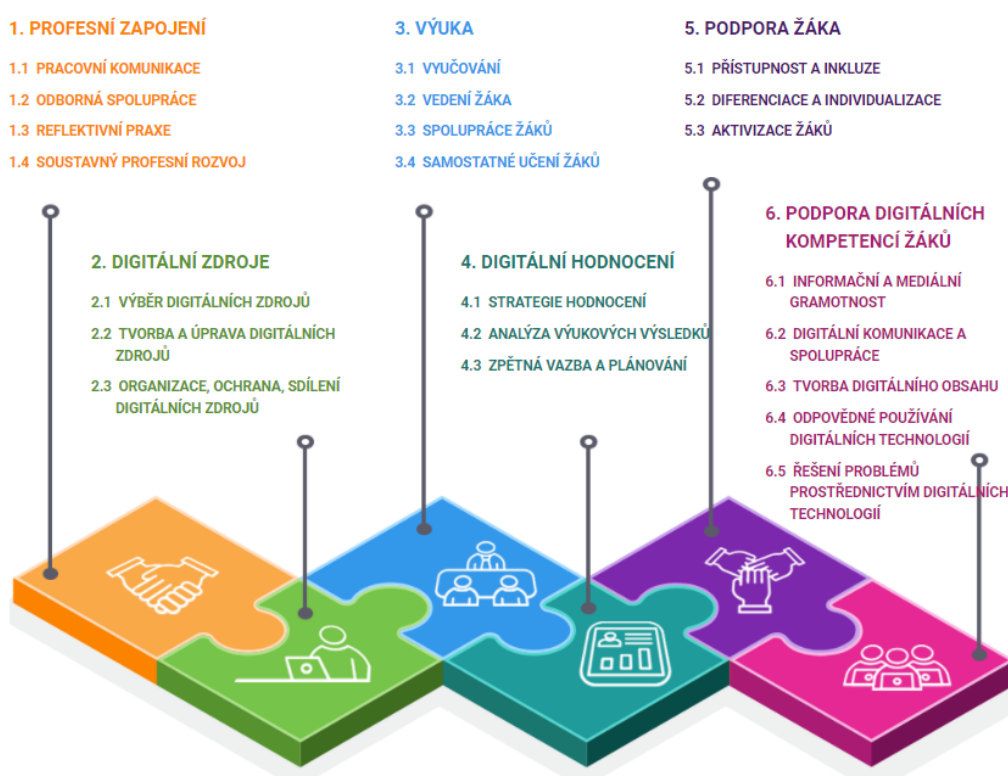 1. PROFESNÍ ZAPOJENÍ
1.1 PRACOVNÍ KOMUNIKACE
1.2 ODBORNÁ SPOLUPRÁCE
1.3 REFLEKTIVNÍ PRAXE
1.4 SOUSTAVNÝ PROFESNÍ ROZVOJ
2. DIGITÁLNÍ ZDROJE
2.1 VÝBĚR DIGITÁLNÍCH ZDROJŮ
2.2 TVORBA A ÚPRAVA DIGITÁLNÍCH
ZDROJŮ
2.3 ORGANIZACE, OCHRANA, SDÍLENÍ
DIGITÁLNÍCH ZDROJŮ
3. VÝUKA
3.1 VYUČOVÁNÍ
3.2 VEDENÍ ŽÁKA
3.3 SPOLUPRÁCE ŽÁKŮ
3.4 SAMOSTATNÉ UČENÍ ŽÁKŮ
4. DIGITÁLNÍ HODNOCENÍ
4.1 STRATEGIE HODNOCENÍ
4.2 ANALÝZA VÝUKOVÝCH VÝSLEDKŮ
4.3 ZPĚTNÁ VAZBA A PLÁNOVÁNÍ
5. PODPORA ŽÁKA
5.1 PŘÍSTUPNOST A INKLUZE
5.2 DIFERENCIACE A INDIVIDUALIZACE
5.3 AKTIVIZACE ŽÁKŮ
6. PODPORA DIGITÁLNÍCH
KOMPETENCÍ ŽÁKŮ
6.1 INFORMAČNÍ A MEDIÁLNÍ
GRAMOTNOST
6.2 DIGITÁLNÍ KOMUNIKACE A
SPOLUPRÁCE
6.3 TVORBA DIGITÁLNÍHO OBSAHU
6.4 ODPOVĚDNÉ POUŽÍVÁNÍ
DIGITÁLNÍCH TECHNOLOGIÍ
6.5 ŘEŠENÍ PROBLÉMŮ
PROSTŘEDNICTVÍM DIGITÁLNÍCH
TECHNOLOGIÍ